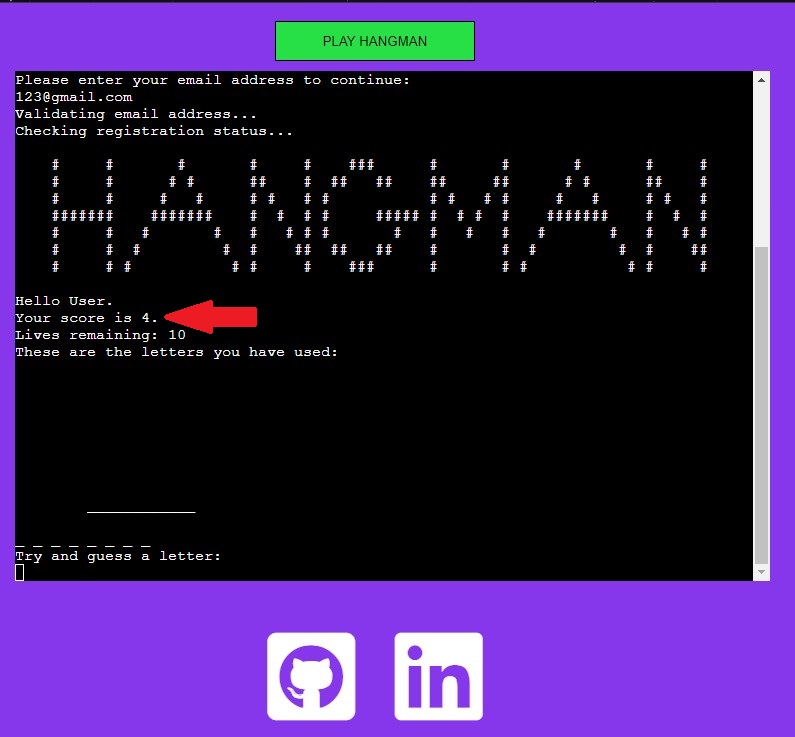 PLAY HANGMAN
Please enter your email address to continue:
123@gmail.com
Validating email address...
Checking registration status...
HANGMAN
Hello User.
Your score is 4.
Lives remaining: 10
These are the letters you have used:
_ _ _ _ _ _ _ _
Try and guess a letter:
in